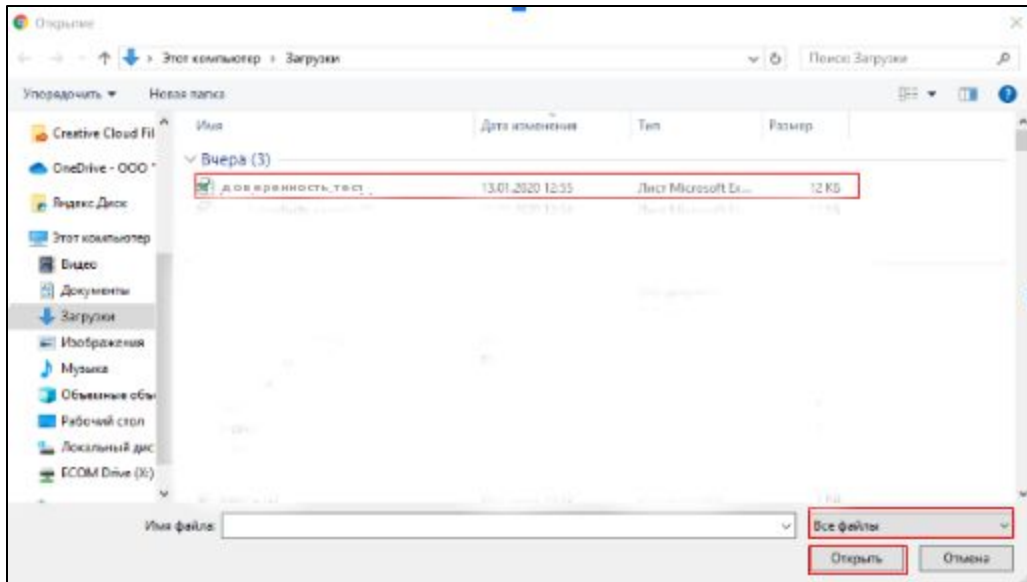 Открытие
Этот компьютер › Загрузки
Поиск: Загрузки
Упорядочить
Новая папка
Имя
Дата изменения
Тип
Размер
Creative Cloud Fil
OneDrive - ООО "
Яндекс.Диск
Этот компьютер
Видео
Документы
Загрузки
Изображения
Музыка
Объемные объ
Рабочий стол
Локальный дис
ECOM Drive (X:)
Вчера (3)
доверенность_тест
13.01.2020 12:55
Лист Microsoft Ex...
12 КБ
Имя файла:
Все файлы
Открыть
Отмена